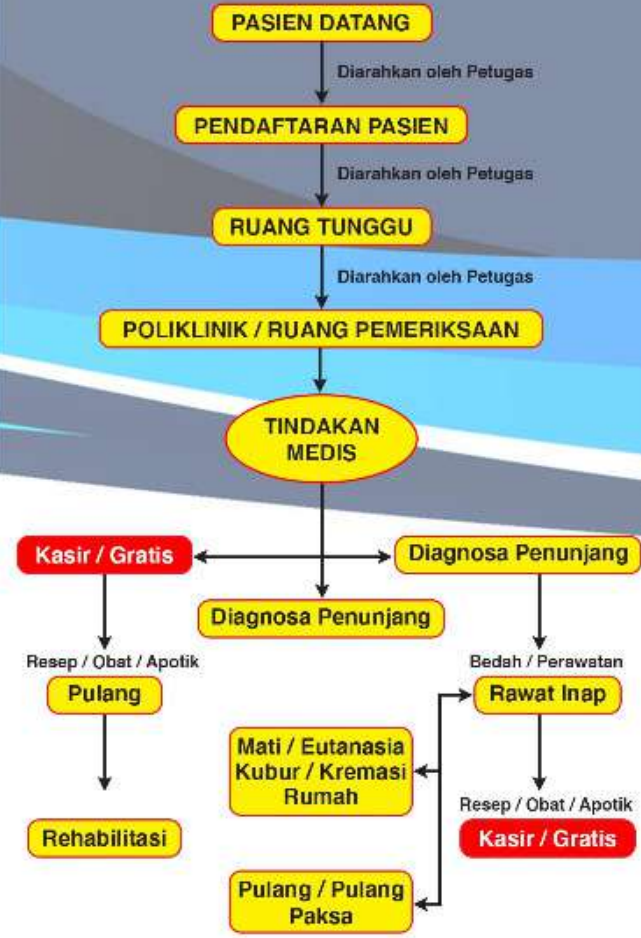 PASIEN DATANG
Diarahkan oleh Petugas
PENDAFTARAN PASIEN
Diarahkan oleh Petugas
RUANG TUNGGU
Diarahkan oleh Petugas
POLIKLINIK / RUANG PEMERIKSAAN
TINDAKAN
MEDIS
Kasir / Gratis
Diagnosa Penunjang
Diagnosa Penunjang
Resep / Obat / Apotik
Pulang
Bedah / Perawatan
Rawat Inap
Mati / Eutanasia
Kubur / Kremasi
Rumah
Rehabilitasi
Resep / Obat / Apotik
Kasir / Gratis
Pulang / Pulang
Paksa